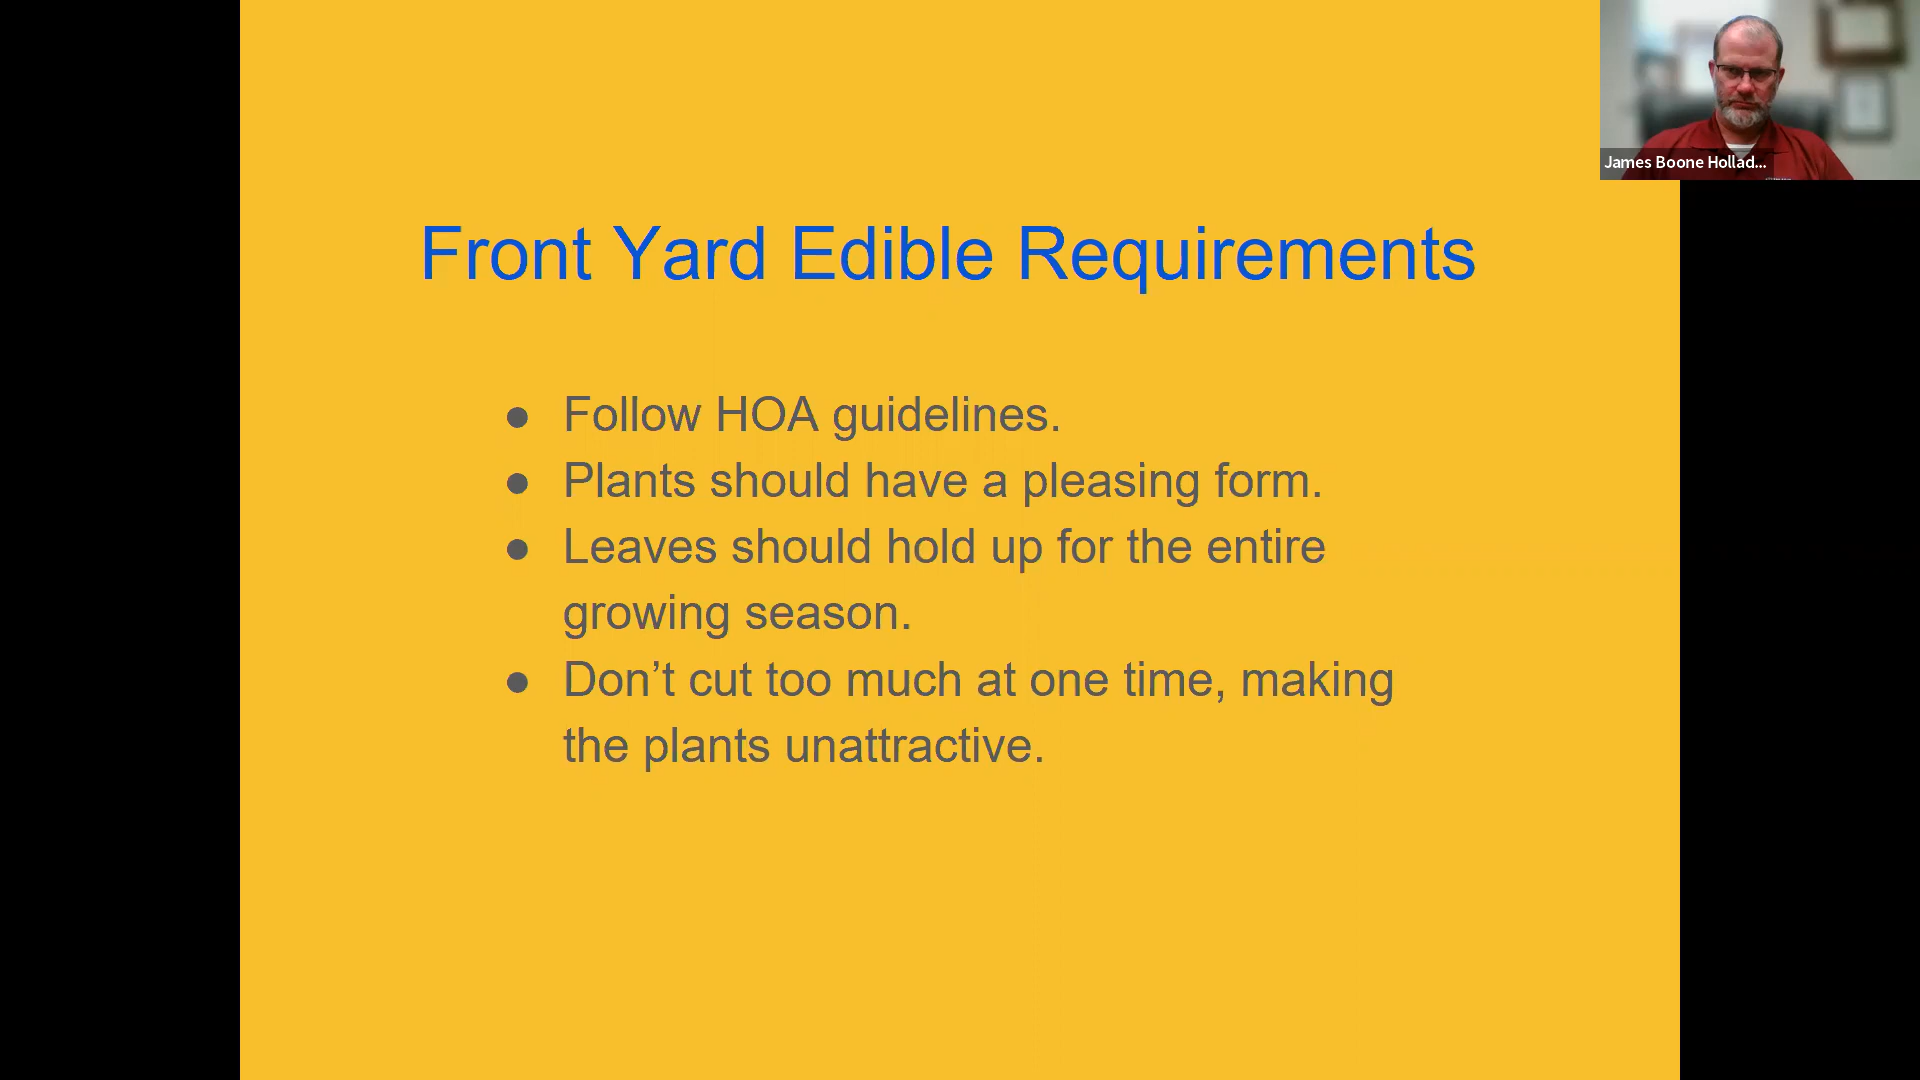 James Boone Hollad...
Front Yard Edible Requirements
● Follow HOA guidelines.
● Plants should have a pleasing form.
● Leaves should hold up for the entire
growing season.
● Don’t cut too much at one time, making
the plants unattractive.